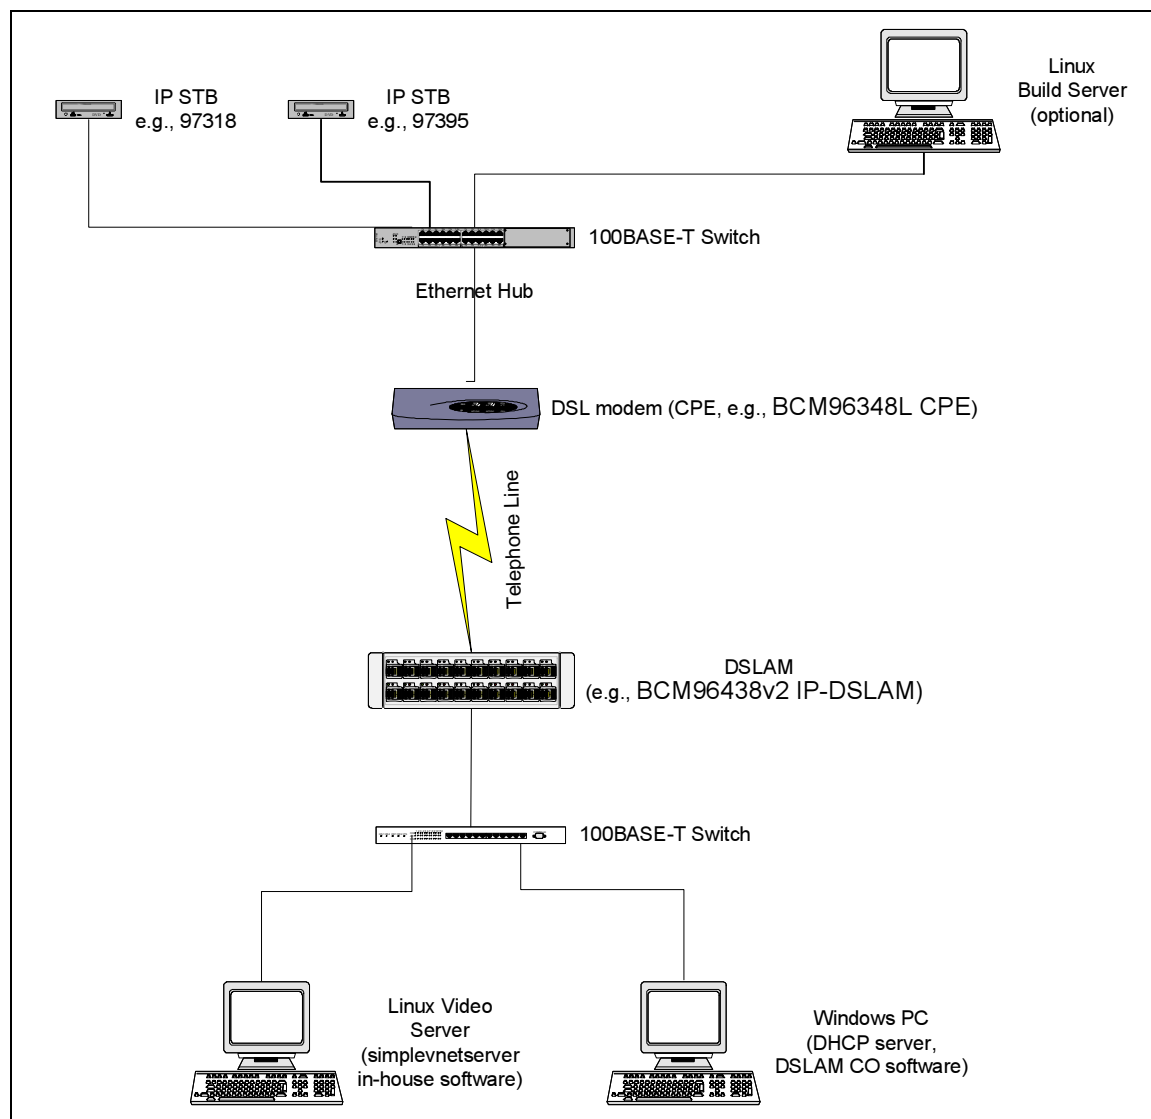 IP STB
e.g., 97318
IP STB
e.g., 97395
Linux
Build Server
(optional)
100BASE-T Switch
Ethernet Hub
DSL modem (CPE, e.g., BCM96348L CPE)
Telephone Line
DSLAM
(e.g., BCM96438v2 IP-DSLAM)
100BASE-T Switch
Linux Video
Server
(simplevnetserver
in-house software)
Windows PC
(DHCP server,
DSLAM CO software)